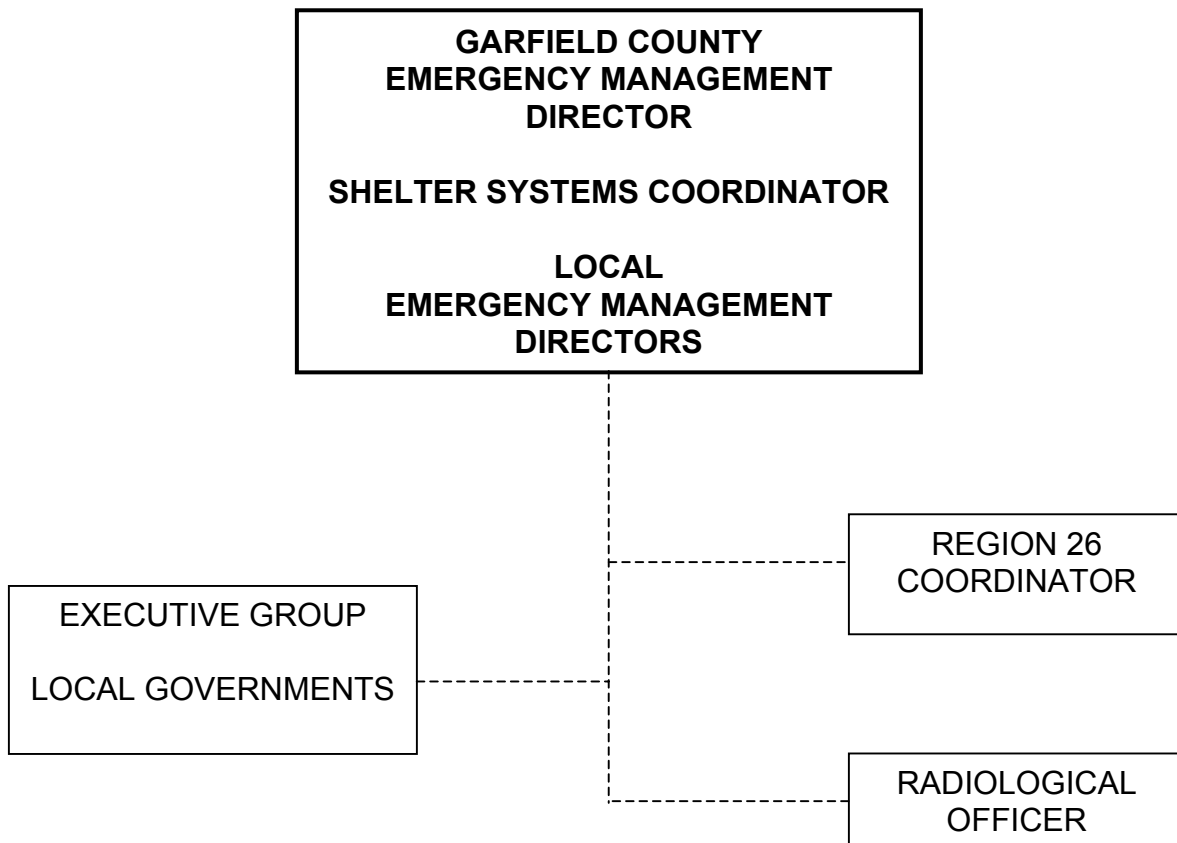 GARFIELD COUNTY
EMERGENCY MANAGEMENT
DIRECTOR
SHELTER SYSTEMS COORDINATOR
LOCAL
EMERGENCY MANAGEMENT
DIRECTORS
REGION 26
COORDINATOR
EXECUTIVE GROUP
LOCAL GOVERNMENTS
RADIOLOGICAL
OFFICER